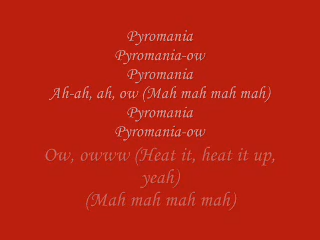 Pyromania
Pyromania-ow
Pyromania
Ah-ah, ah, ow (Mah mah mah mah)
Pyromania
Pyromania-ow
Ow, owww (Heat it, heat it up,
yeah)
(Mah mah mah mah)